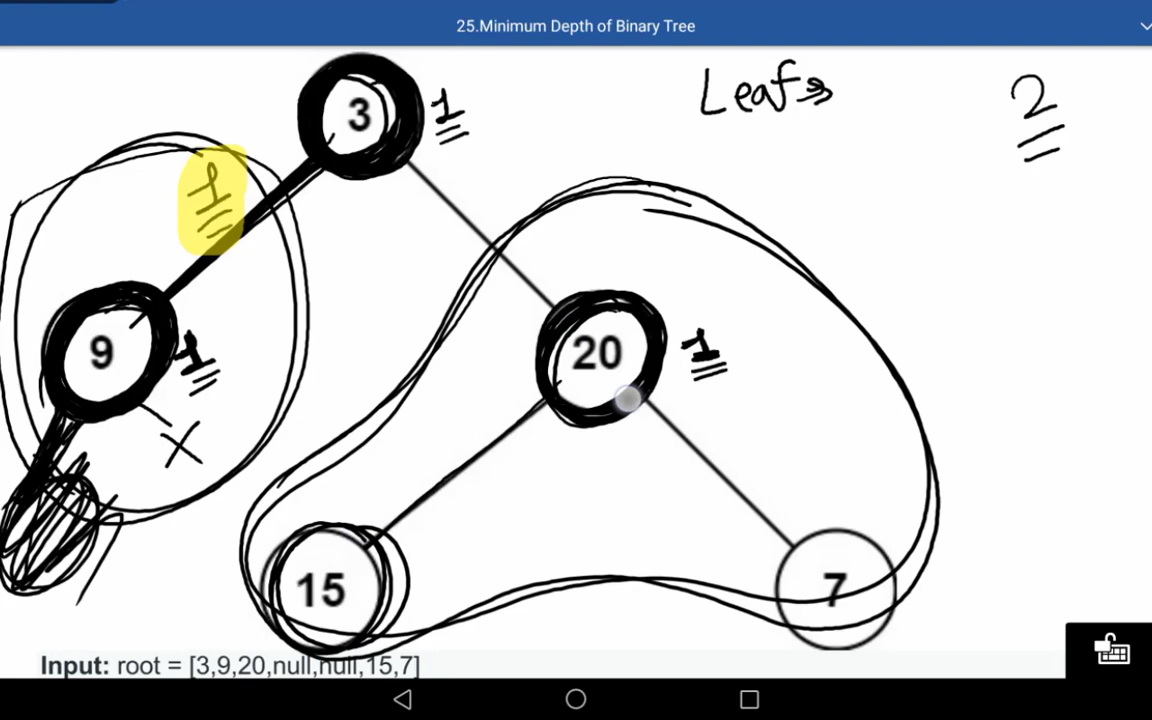 25.Minimum Depth of Binary Tree
Leaf
2
3
1
9
1
20
1
X
15
7
Input: root = [3,9,20,null,null,15,7]